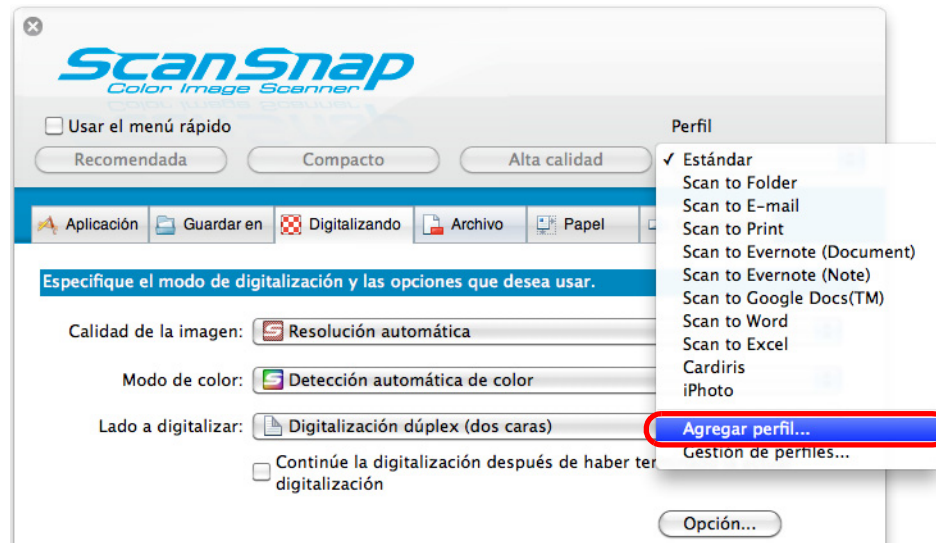 ScanSnap
Color Image Scanner
Usar el menú rápido
Perfil
Recomendada
Compacto
Alta calidad
✓ Estándar
Scan to Folder
Scan to E-mail
Scan to Print
Scan to Evernote (Document)
Scan to Evernote (Note)
Scan to Google Docs(TM)
Scan to Word
Scan to Excel
Cardiris
iPhoto
Agregar perfil...
Gestión de perfiles...
Aplicación
Guardar en
Digitalizando
Archivo
Papel
Especifique el modo de digitalización y las opciones que desea usar.
Calidad de la imagen:
Resolución automática
Modo de color:
Detección automática de color
Lado a digitalizar:
Digitalización dúplex (dos caras)
Continúe la digitalización después de haber
digitalización
Opción...